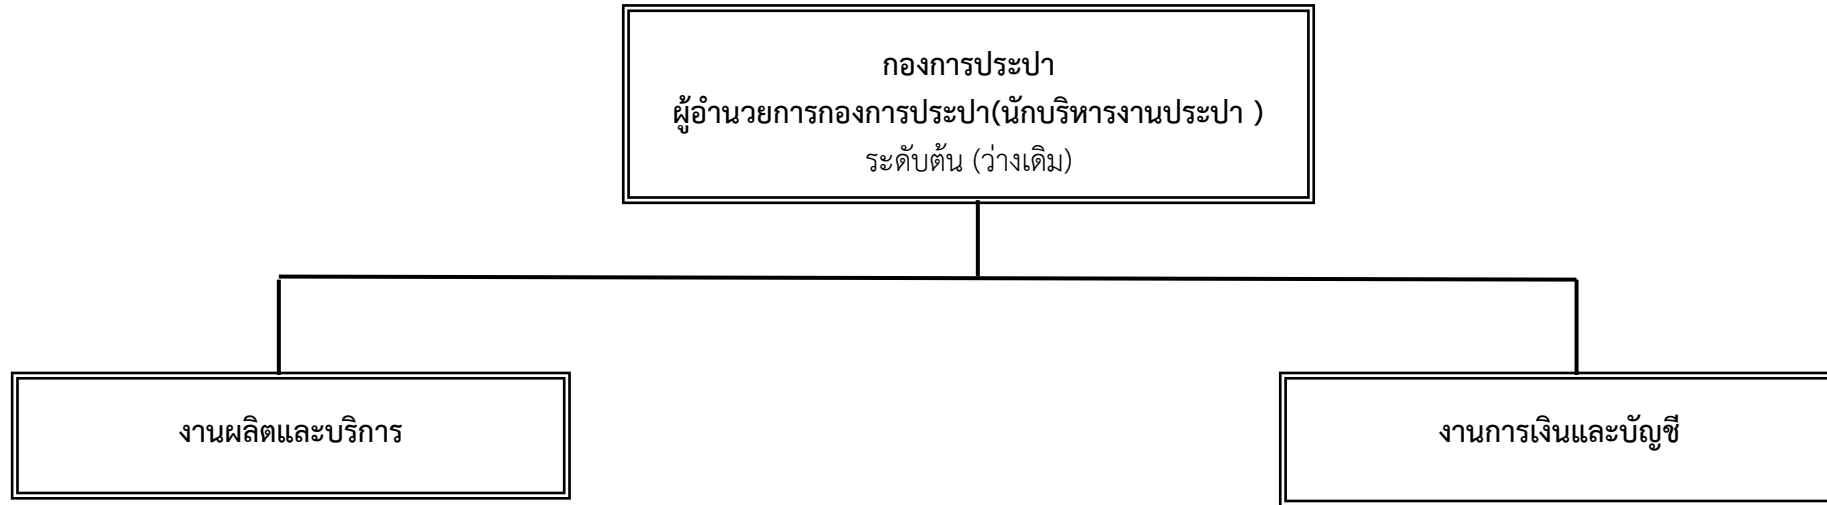 กองการประปา
ผู้อำนวยการกองการประปา(นักบริหารงานประปา )
ระดับต้น (ว่างเดิม)
งานผลิตและบริการ
งานการเงินและบัญชี